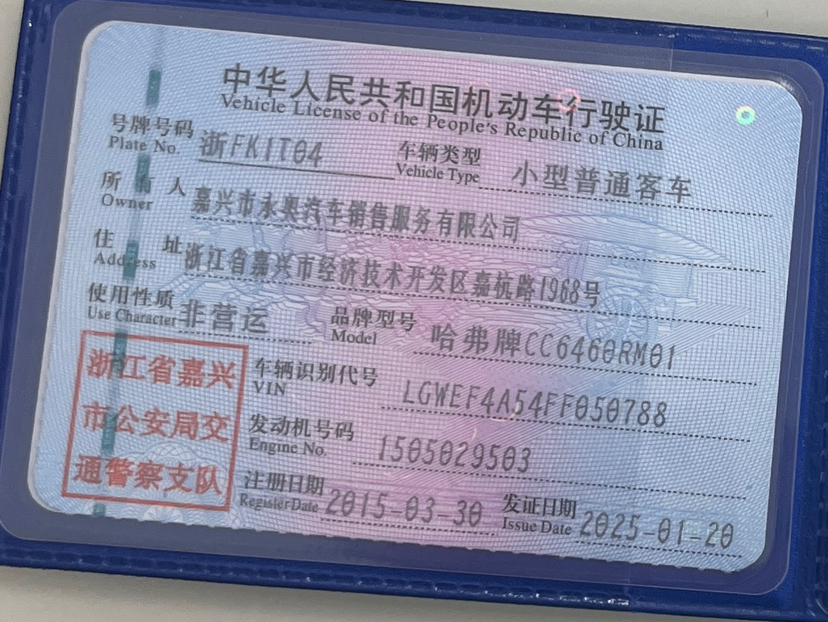 中华人民共和国机动车行驶证
Vehicle License of the People's Republic of China
号牌号码 浙FK1T04 车辆类型 小型普通客车
Plate No. Vehicle Type
所有人 嘉兴市永奥汽车销售服务有限公司
Owner
住址 浙江省嘉兴市经济技术开发区嘉杭路1968号
Address
使用性质 非营运 品牌型号 哈弗牌CC6460RM01
Use Character Model
浙江省嘉兴
市公安局交
通警察支队
车辆识别代号 LGWEF4A54FF050788
VIN
发动机号码 1505029503
Engine No.
注册日期 2015-03-30 发证日期 2025-01-20
Register Date Issue Date